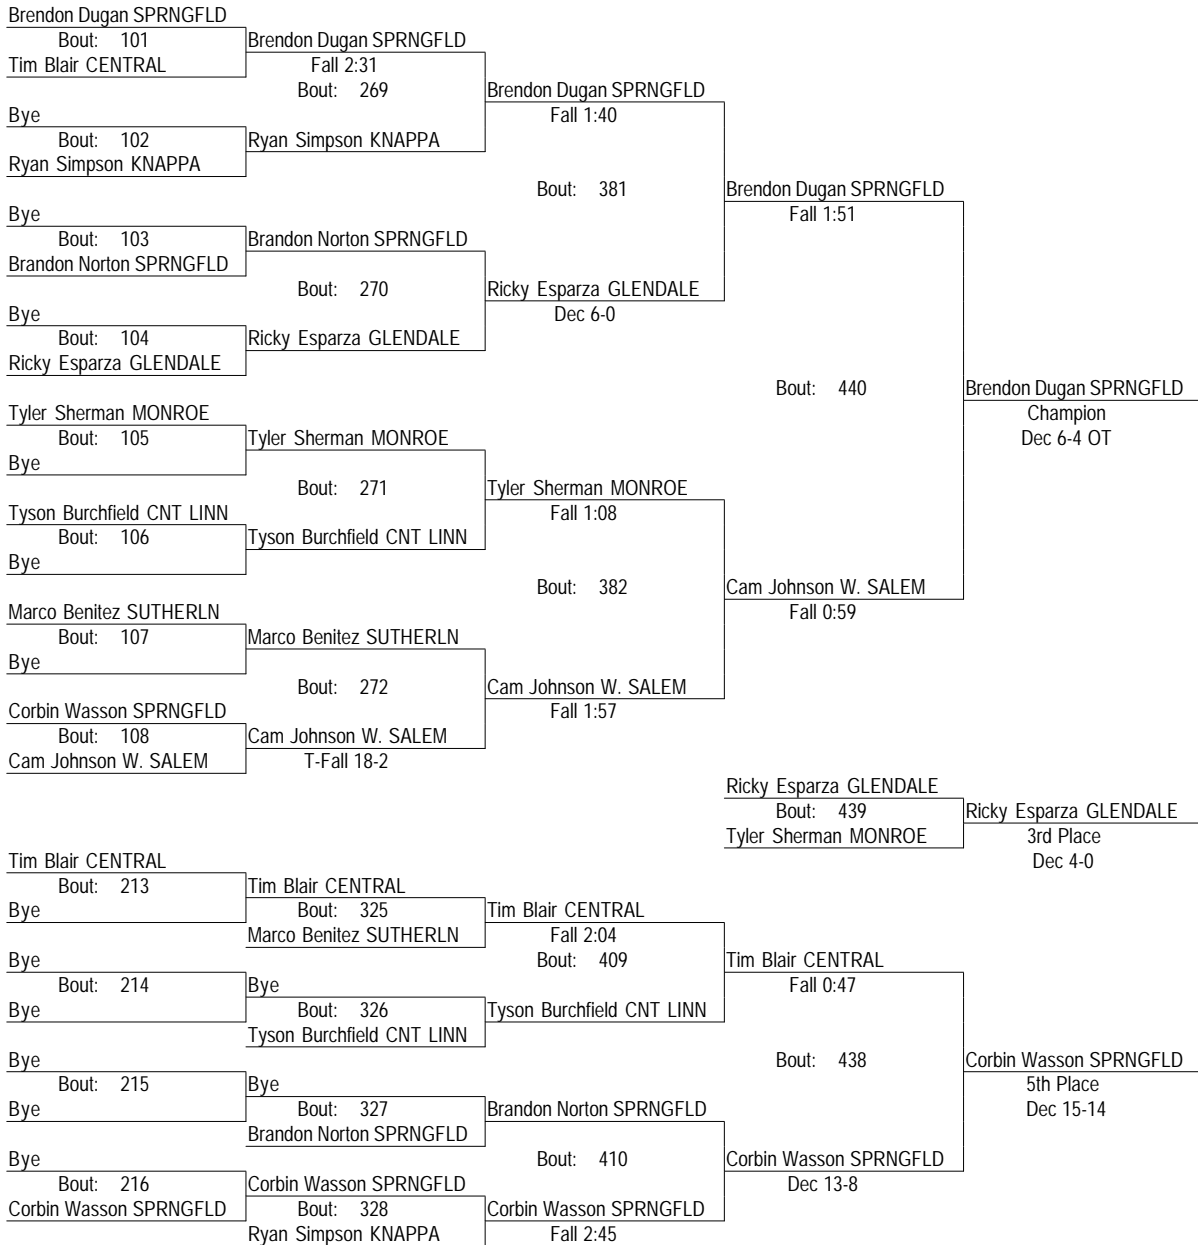 Brendon Dugan SPRNGFLD
Bout: 101
Brendon Dugan SPRNGFLD
Tim Blair CENTRAL
Fall 2:31
Bout: 269
Brendon Dugan SPRNGFLD
Bye
Fall 1:40
Bout: 102
Ryan Simpson KNAPPA
Ryan Simpson KNAPPA
Bout: 381
Brendon Dugan SPRNGFLD
Bye
Fall 1:51
Bout: 103
Brandon Norton SPRNGFLD
Brandon Norton SPRNGFLD
Bout: 270
Ricky Esparza GLENDALE
Bye
Dec 6-0
Bout: 104
Ricky Esparza GLENDALE
Ricky Esparza GLENDALE
Bout: 440
Brendon Dugan SPRNGFLD
Tyler Sherman MONROE
Champion
Bout: 105
Tyler Sherman MONROE
Dec 6-4 OT
Bye
Bout: 271
Tyler Sherman MONROE
Tyson Burchfield CNT LINN
Fall 1:08
Bout: 106
Tyson Burchfield CNT LINN
Bye
Bout: 382
Cam Johnson W. SALEM
Marco Benitez SUTHERLN
Fall 0:59
Bout: 107
Marco Benitez SUTHERLN
Bye
Bout: 272
Cam Johnson W. SALEM
Corbin Wasson SPRNGFLD
Fall 1:57
Bout: 108
Cam Johnson W. SALEM
Cam Johnson W. SALEM
T-Fall 18-2
Ricky Esparza GLENDALE
Bout: 439
Ricky Esparza GLENDALE
Tyler Sherman MONROE
3rd Place
Dec 4-0
Tim Blair CENTRAL
Bout: 213
Tim Blair CENTRAL
Bye
Bout: 325
Tim Blair CENTRAL
Marco Benitez SUTHERLN
Fall 2:04
Bye
Bout: 409
Tim Blair CENTRAL
Bout: 214
Bye
Fall 0:47
Bye
Bout: 326
Tyson Burchfield CNT LINN
Tyson Burchfield CNT LINN
Bye
Bout: 438
Corbin Wasson SPRNGFLD
Bout: 215
Bye
5th Place
Bye
Bout: 327
Brandon Norton SPRNGFLD
Dec 15-14
Brandon Norton SPRNGFLD
Bye
Bout: 410
Corbin Wasson SPRNGFLD
Bout: 216
Corbin Wasson SPRNGFLD
Dec 13-8
Corbin Wasson SPRNGFLD
Bout: 328
Corbin Wasson SPRNGFLD
Ryan Simpson KNAPPA
Fall 2:45